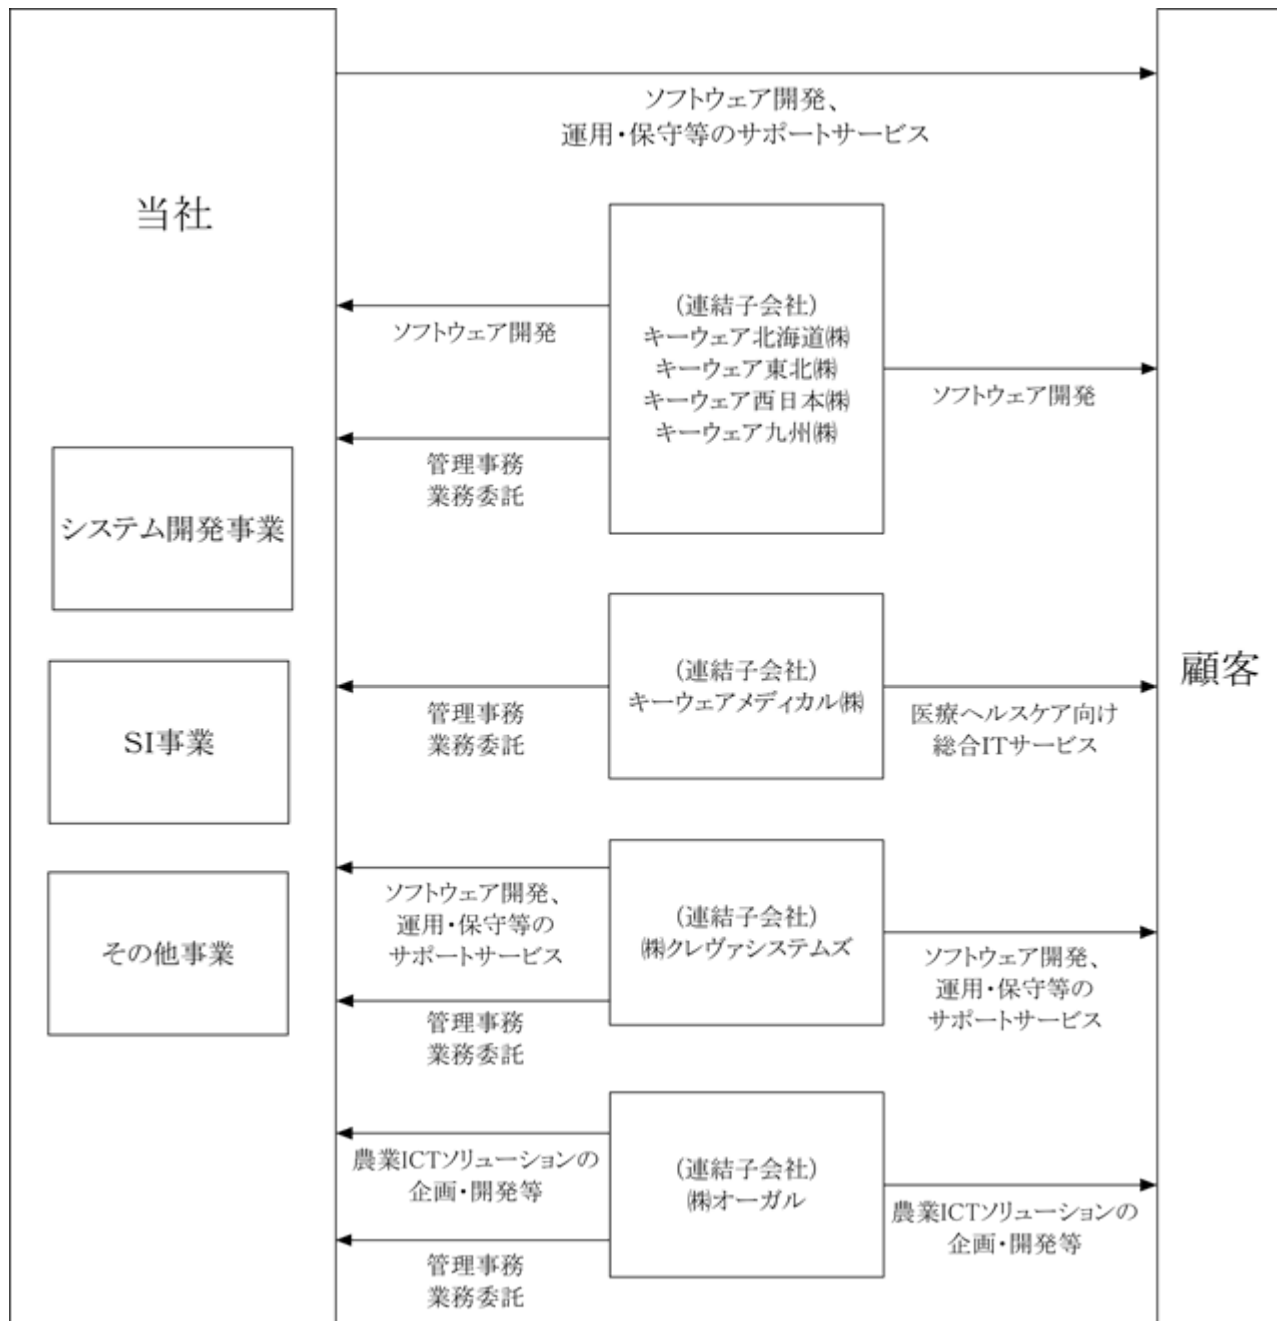 ソフトウェア開発、
運用・保守等のサポートサービス
当社
(連結子会社)
キーウェア北海道㈱
キーウェア東北㈱
キーウェア西日本㈱
キーウェア九州㈱
ソフトウェア開発
ソフトウェア開発
管理事務
業務委託
システム開発事業
(連結子会社)
キーウェアメディカル㈱
管理事務
業務委託
医療ヘルスケア向け
総合ITサービス
顧客
SI事業
(連結子会社)
㈱クレヴァシステムズ
ソフトウェア開発、
運用・保守等の
サポートサービス
ソフトウェア開発、
運用・保守等の
サポートサービス
その他事業
管理事務
業務委託
(連結子会社)
㈱オーガル
農業ICTソリューションの
企画・開発等
農業ICTソリューションの
企画・開発等
管理事務
業務委託